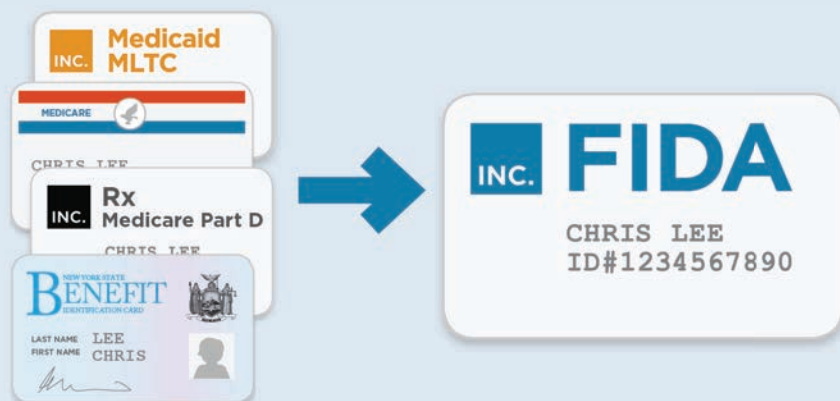 INC. Medicaid
MLTC
MEDICARE
CHRIS LEE
INC. Rx
Medicare Part D
CHRIS LEE
NEW YORK STATE
BENEFIT
IDENTIFICATION CARD
LAST NAME LEE
FIRST NAME CHRIS
INC. FIDA
CHRIS LEE
ID#1234567890